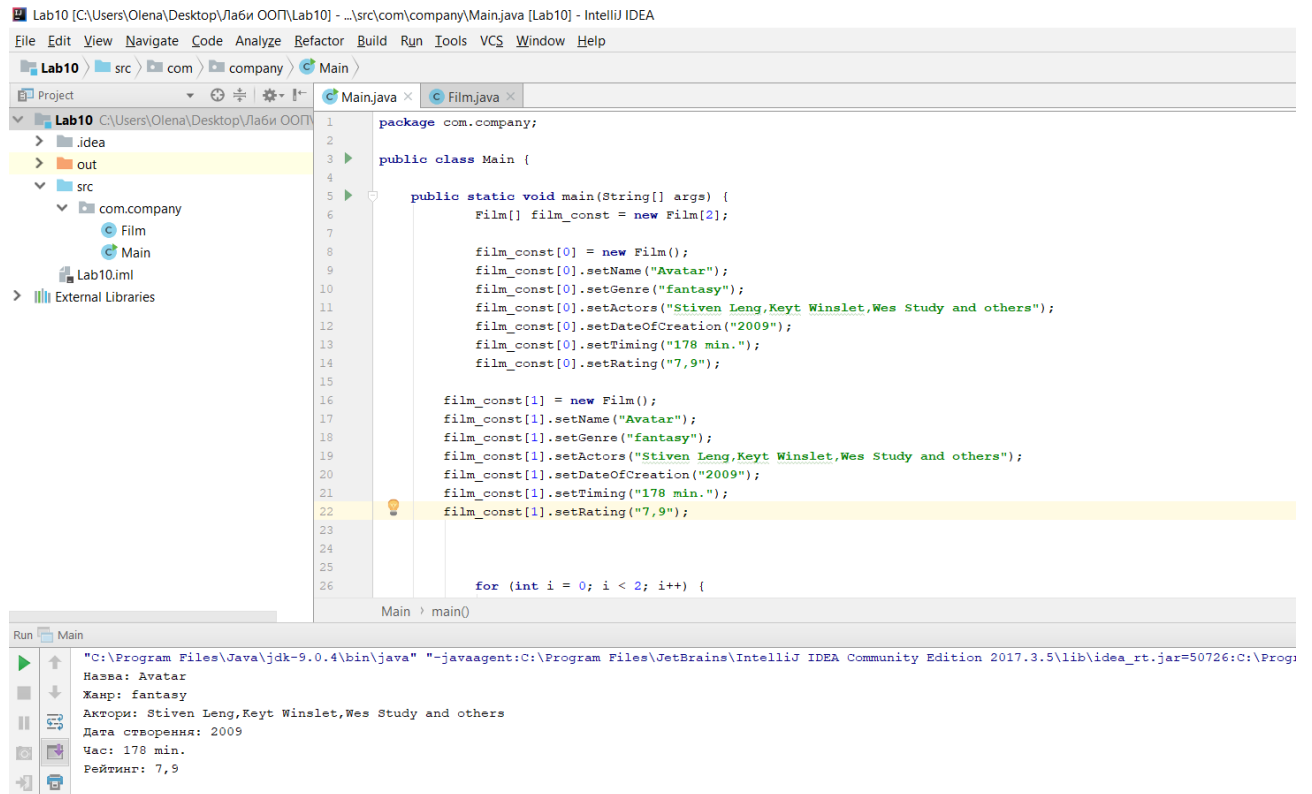 Lab10 [C:\Users\Olena\Desktop\Лаби ООП\Lab10] - ...\src\com\company\Main.java [Lab10] - IntelliJ IDEA
File Edit View Navigate Code Analyze Refactor Build Run Tools VCS Window Help
Lab10 src com company Main
Project
Main.java Film.java
Lab10 C:\Users\Olena\Desktop\Лаби ООП\
.idea
out
src
com.company
Film
Main
Lab10.iml
External Libraries
1 package com.company;
2
3 public class Main {
4
5 public static void main(String[] args) {
6 Film[] film_const = new Film[2];
7
8 film_const[0] = new Film();
9 film_const[0].setName("Avatar");
10 film_const[0].setGenre("fantasy");
11 film_const[0].setActors("Stiven Leng,Keyt Winslet,Wes Study and others");
12 film_const[0].setDateOfCreation("2009");
13 film_const[0].setTiming("178 min.");
14 film_const[0].setRating("7,9");
15
16 film_const[1] = new Film();
17 film_const[1].setName("Avatar");
18 film_const[1].setGenre("fantasy");
19 film_const[1].setActors("Stiven Leng,Keyt Winslet,Wes Study and others");
20 film_const[1].setDateOfCreation("2009");
21 film_const[1].setTiming("178 min.");
22 film_const[1].setRating("7,9");
23
24
25
26 for (int i = 0; i < 2; i++) {
Main › main()
Run Main
"C:\Program Files\Java\jdk-9.0.4\bin\java" "-javaagent:C:\Program Files\JetBrains\IntelliJ IDEA Community Edition 2017.3.5\lib\idea_rt.jar=50726:C:\Progr
Назва: Avatar
Жанр: fantasy
Актори: Stiven Leng,Keyt Winslet,Wes Study and others
Дата створення: 2009
Час: 178 min.
Рейтинг: 7,9